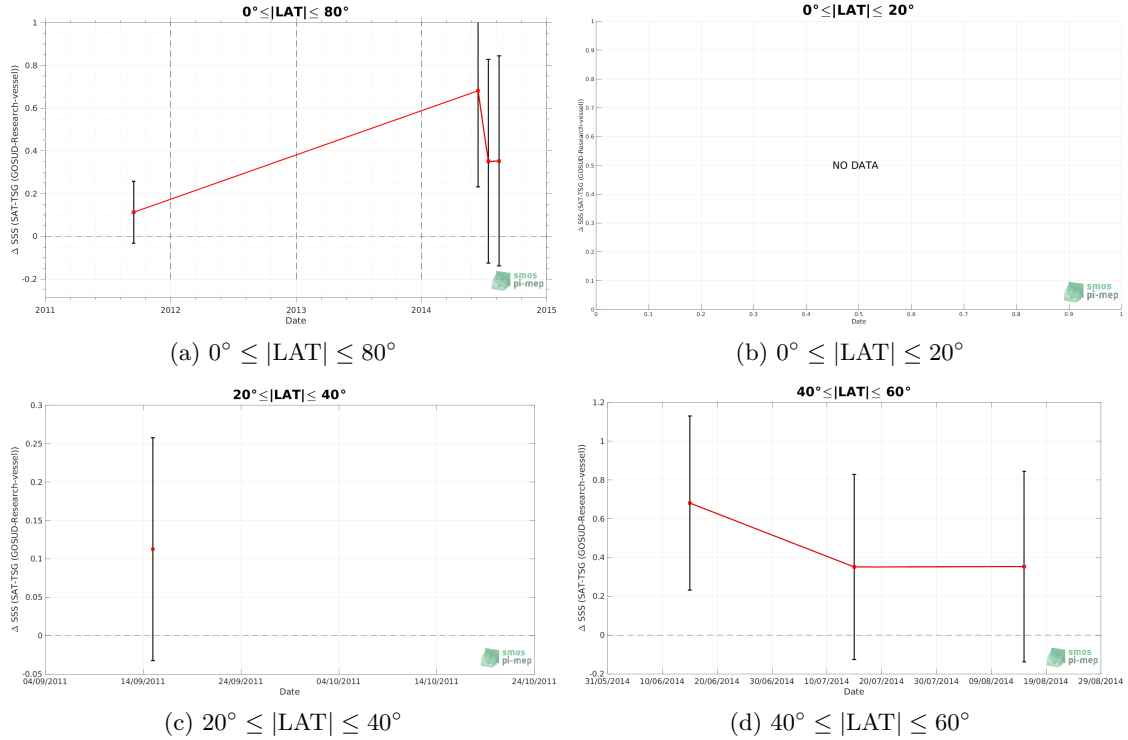 0°≤|LAT|≤ 80°
1
0.8
0.6
0.4
0.2
0
-0.2
Δ SSS (SAT-TSG (GOSUD-Research-vessel))
2011 2012 2013 2014 2015
Date
smos
pi-mep
(a) 0° ≤ |LAT| ≤ 80°
0°≤|LAT|≤ 20°
1
0.9
0.8
0.7
0.6
0.5
0.4
0.3
0.2
0.1
0
Δ SSS (SAT-TSG (GOSUD-Research-vessel))
NO DATA
0 0.1 0.2 0.3 0.4 0.5 0.6 0.7 0.8 0.9 1
Date
smos
pi-mep
(b) 0° ≤ |LAT| ≤ 20°
20°≤|LAT|≤ 40°
0.3
0.25
0.2
0.15
0.1
0.05
0
-0.05
Δ SSS (SAT-TSG (GOSUD-Research-vessel))
04/09/2011 14/09/2011 24/09/2011 04/10/2011 14/10/2011 24/10/2011
Date
smos
pi-mep
(c) 20° ≤ |LAT| ≤ 40°
40°≤|LAT|≤ 60°
1.2
1
0.8
0.6
0.4
0.2
0
-0.2
Δ SSS (SAT-TSG (GOSUD-Research-vessel))
31/05/2014 10/06/2014 20/06/2014 30/06/2014 10/07/2014 20/07/2014 30/07/2014 09/08/2014 19/08/2014 29/08/2014
Date
smos
pi-mep
(d) 40° ≤ |LAT| ≤ 60°